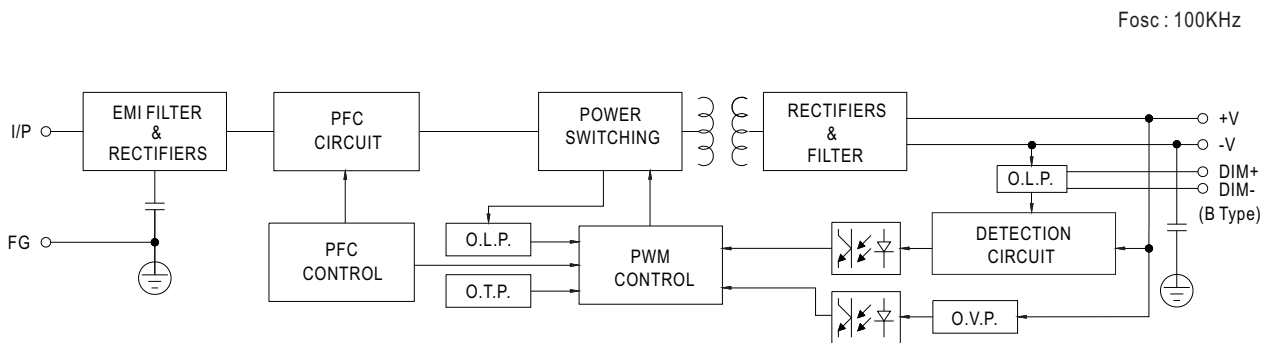 Fosc : 100KHz
I/P
EMI FILTER
&
RECTIFIERS
PFC
CIRCUIT
POWER
SWITCHING
RECTIFIERS
&
FILTER
+V
-V
DIM+
DIM-
(B Type)
O.L.P.
FG
PFC
CONTROL
O.L.P.
O.T.P.
PWM
CONTROL
DETECTION
CIRCUIT
O.V.P.